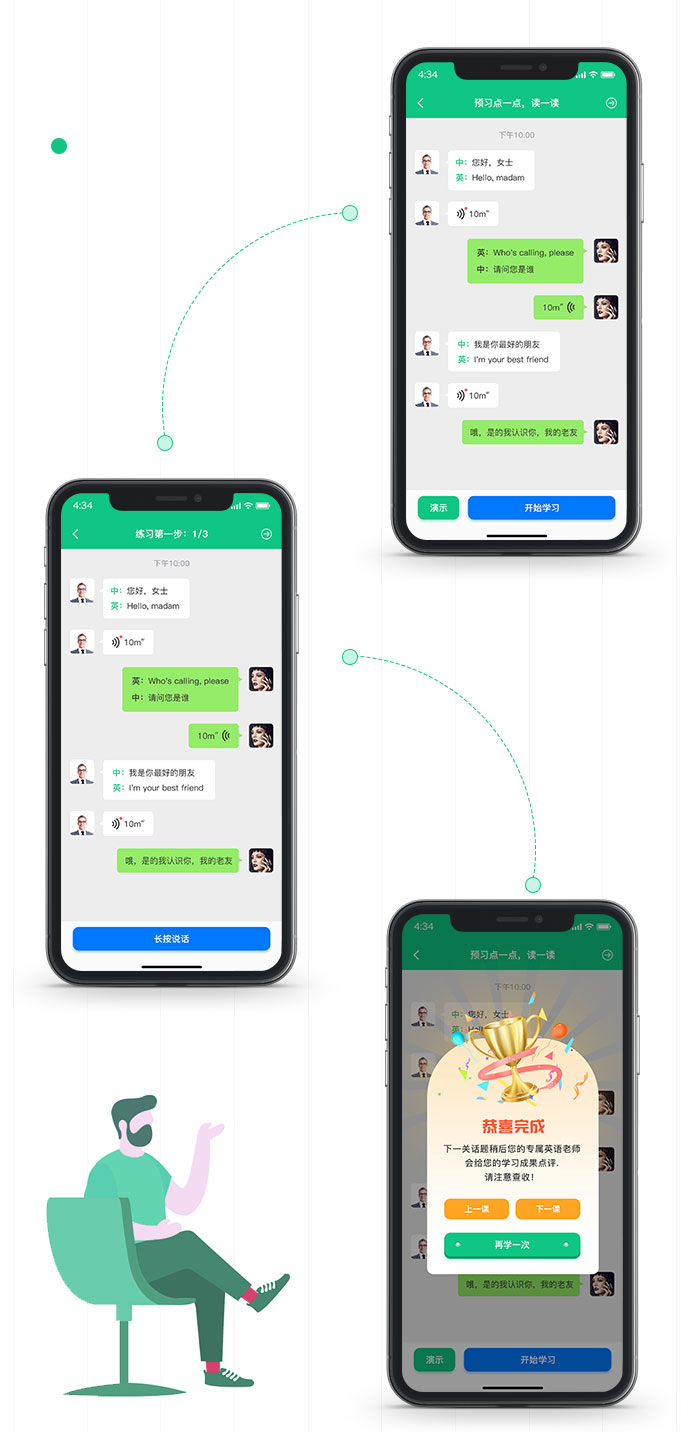 4:34
预习点一点，读一读
下午10:00
中：您好，女士
英：Hello, madam
10m"
英：Who's calling, please
中：请问您是谁
10m"
中：我是你最好的朋友
英：I'm your best friend
10m"
哦，是的我认识你，我的老友
演示
开始学习
4:34
练习第一步：1/3
下午10:00
中：您好，女士
英：Hello, madam
10m"
英：Who's calling, please
中：请问您是谁
10m"
中：我是你最好的朋友
英：I'm your best friend
10m"
哦，是的我认识你，我的老友
长按说话
4:34
预习点一点，读一读
下午10:00
中：您好，女士
英：Hell
恭喜完成
下一关话题稍后您的专属英语老师
会给您的学习成果点评.
请注意查收！
上一课
下一课
再学一次
哦，是的我认识你，我的老友
演示
开始学习